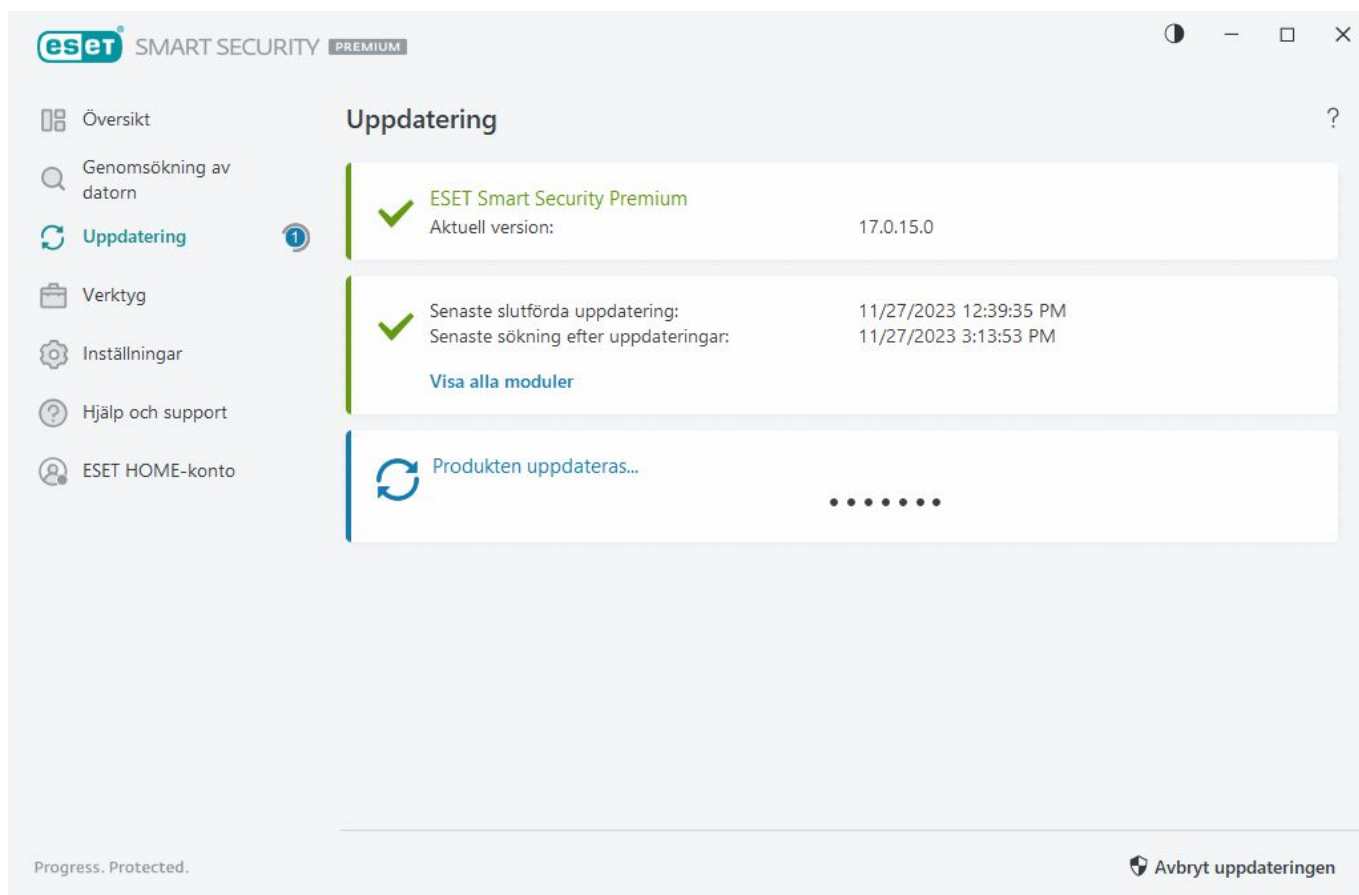 eset® SMART SECURITY PREMIUM
Översikt
Genomsökning av
datorn
Uppdatering 1
Verktyg
Inställningar
Hjälp och support
ESET HOME-konto
Uppdatering ?
ESET Smart Security Premium
Aktuell version: 17.0.15.0
Senaste slutförda uppdatering: 11/27/2023 12:39:35 PM
Senaste sökning efter uppdateringar: 11/27/2023 3:13:53 PM
Visa alla moduler
Produkten uppdateras...
Progress. Protected.
Avbryt uppdateringen